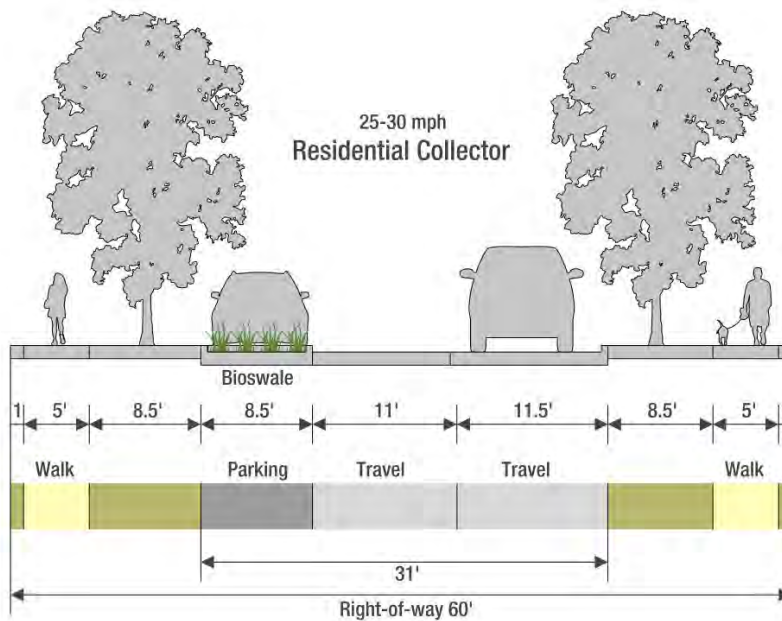 25-30 mph
Residential Collector
Bioswale
1 5' 8.5' 8.5' 11' 11.5' 8.5' 5'
Walk Parking Travel Travel Walk
31'
Right-of-way 60'